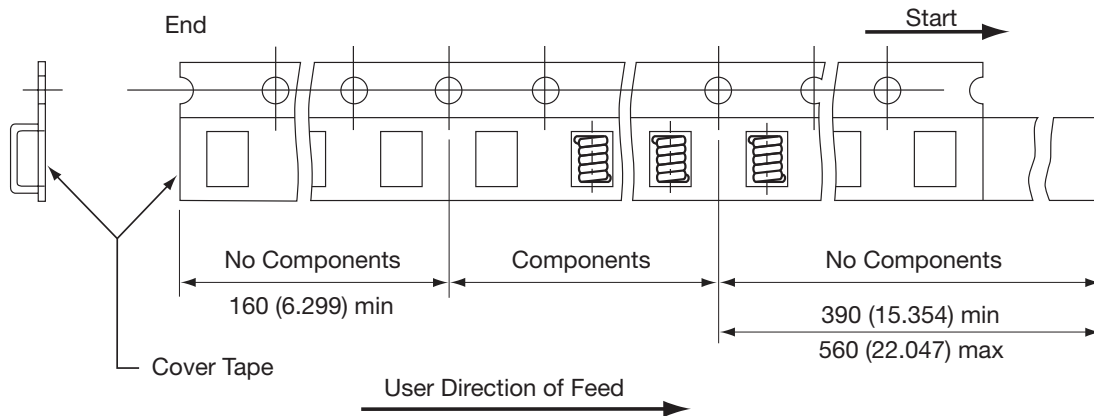 End
Start
No Components
Components
No Components
160 (6.299) min
390 (15.354) min
560 (22.047) max
Cover Tape
User Direction of Feed